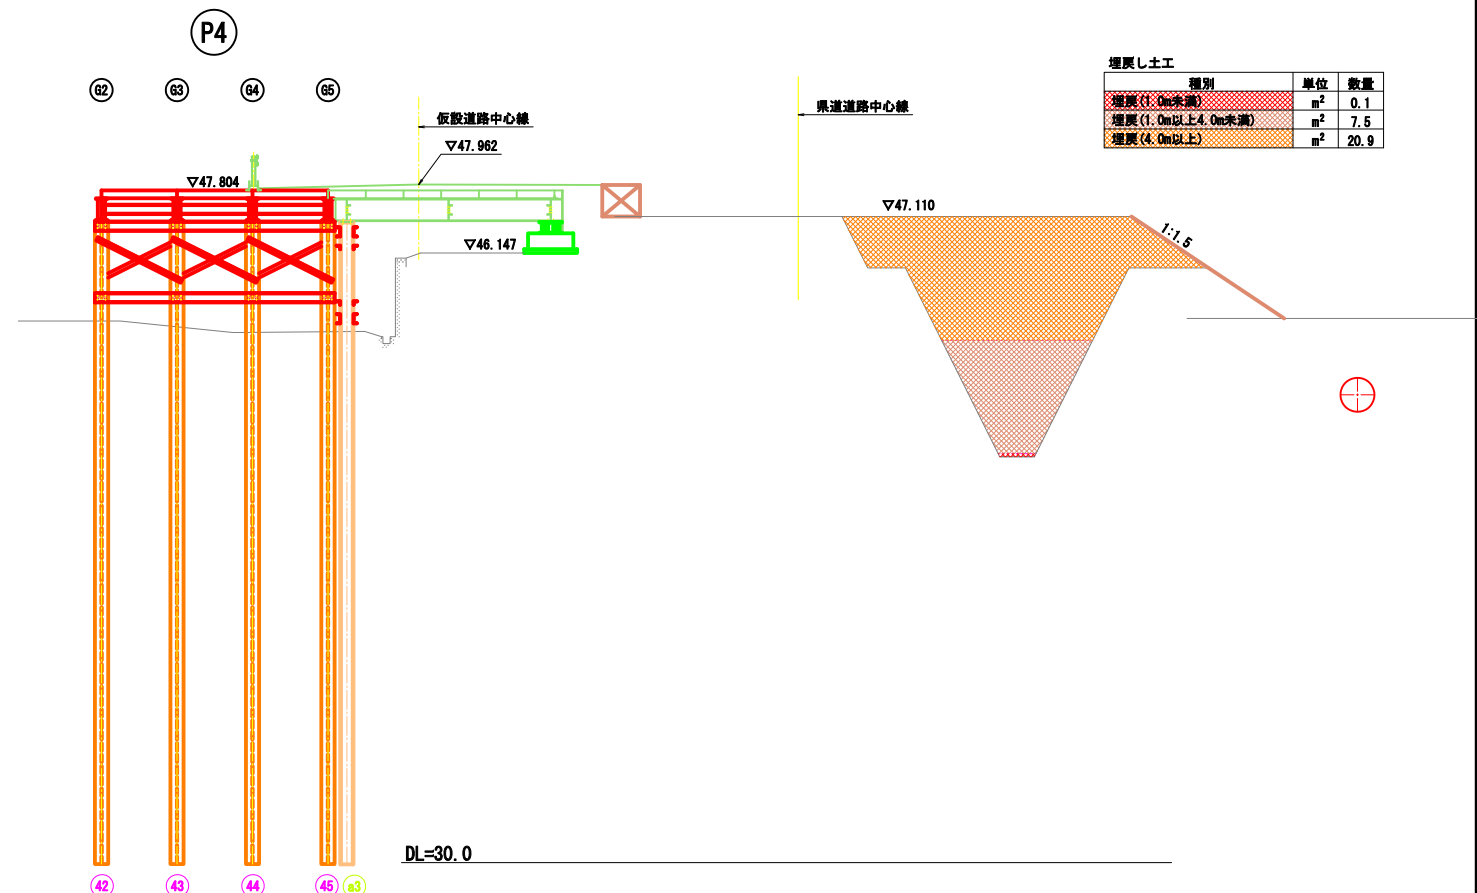 P4
G2 G3 G4 G5
仮設道路中心線
▽47.962
▽47.804
▽46.147
県道道路中心線
▽47.110
1:1.5
埋戻し土工
種別 単位 数量
埋戻(1.0m未満) m² 0.1
埋戻(1.0m以上4.0m未満) m² 7.5
埋戻(4.0m以上) m² 20.9
DL=30.0
42 43 44 45 a3